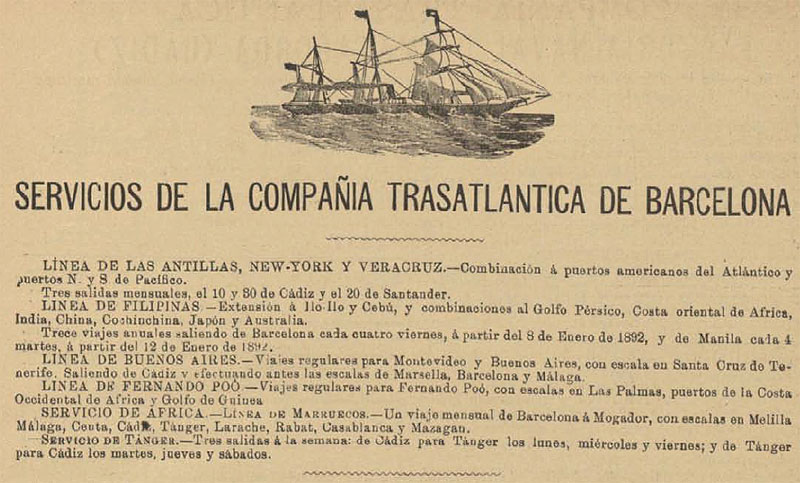 SERVICIOS DE LA COMPAÑIA TRASATLANTICA DE BARCELONA
LÍNEA DE LAS ANTILLAS, NEW-YORK Y VERACRUZ.—Combinación á puertos americanos del Atlántico y
puertos N. y S de Pacífico.
Tres salidas mensuales, el 10 y 30 de Cádiz y el 20 de Santander.
LINEA DE FILIPINAS —Extensión á Ilo-Ilo y Cebú, y combinaciones al Golfo Pérsico, Costa oriental de Africa,
India, China, Cochinchina, Japón y Australia.
Trece viajes anuales saliendo de Barcelona cada cuatro viernes, á partir del 8 de Enero de 1892, y de Manila cada 4
martes, á partir del 12 de Enero de 1892.
LINEA DE BUENOS AIRES.—Viajes regulares para Montevideo y Buenos Aires, con escala en Santa Cruz de Te-
nerife. Saliendo de Cádiz y efectuando antes las escalas de Marsella, Barcelona y Málaga.
LINEA DE FERNANDO POÓ —Viajes regulares para Fernando Poó, con escalas en Las Palmas, puertos de la Costa
Occidental de Africa y Golfo de Guinea
SERVICIO DE ÁFRICA.—LÍNEA DE MARRUECOS.—Un viaje mensual de Barcelona á Mogador, con escalas en Melilla
Málaga, Ceuta, Cádiz, Tánger, Larache, Rabat, Casablanca y Mazagan.
SERVICIO DE TÁNGER.—Tres salidas á la semana: de Cádiz para Tánger los lunes, miércoles y viernes; y de Tánger
para Cádiz los martes, jueves y sábados.